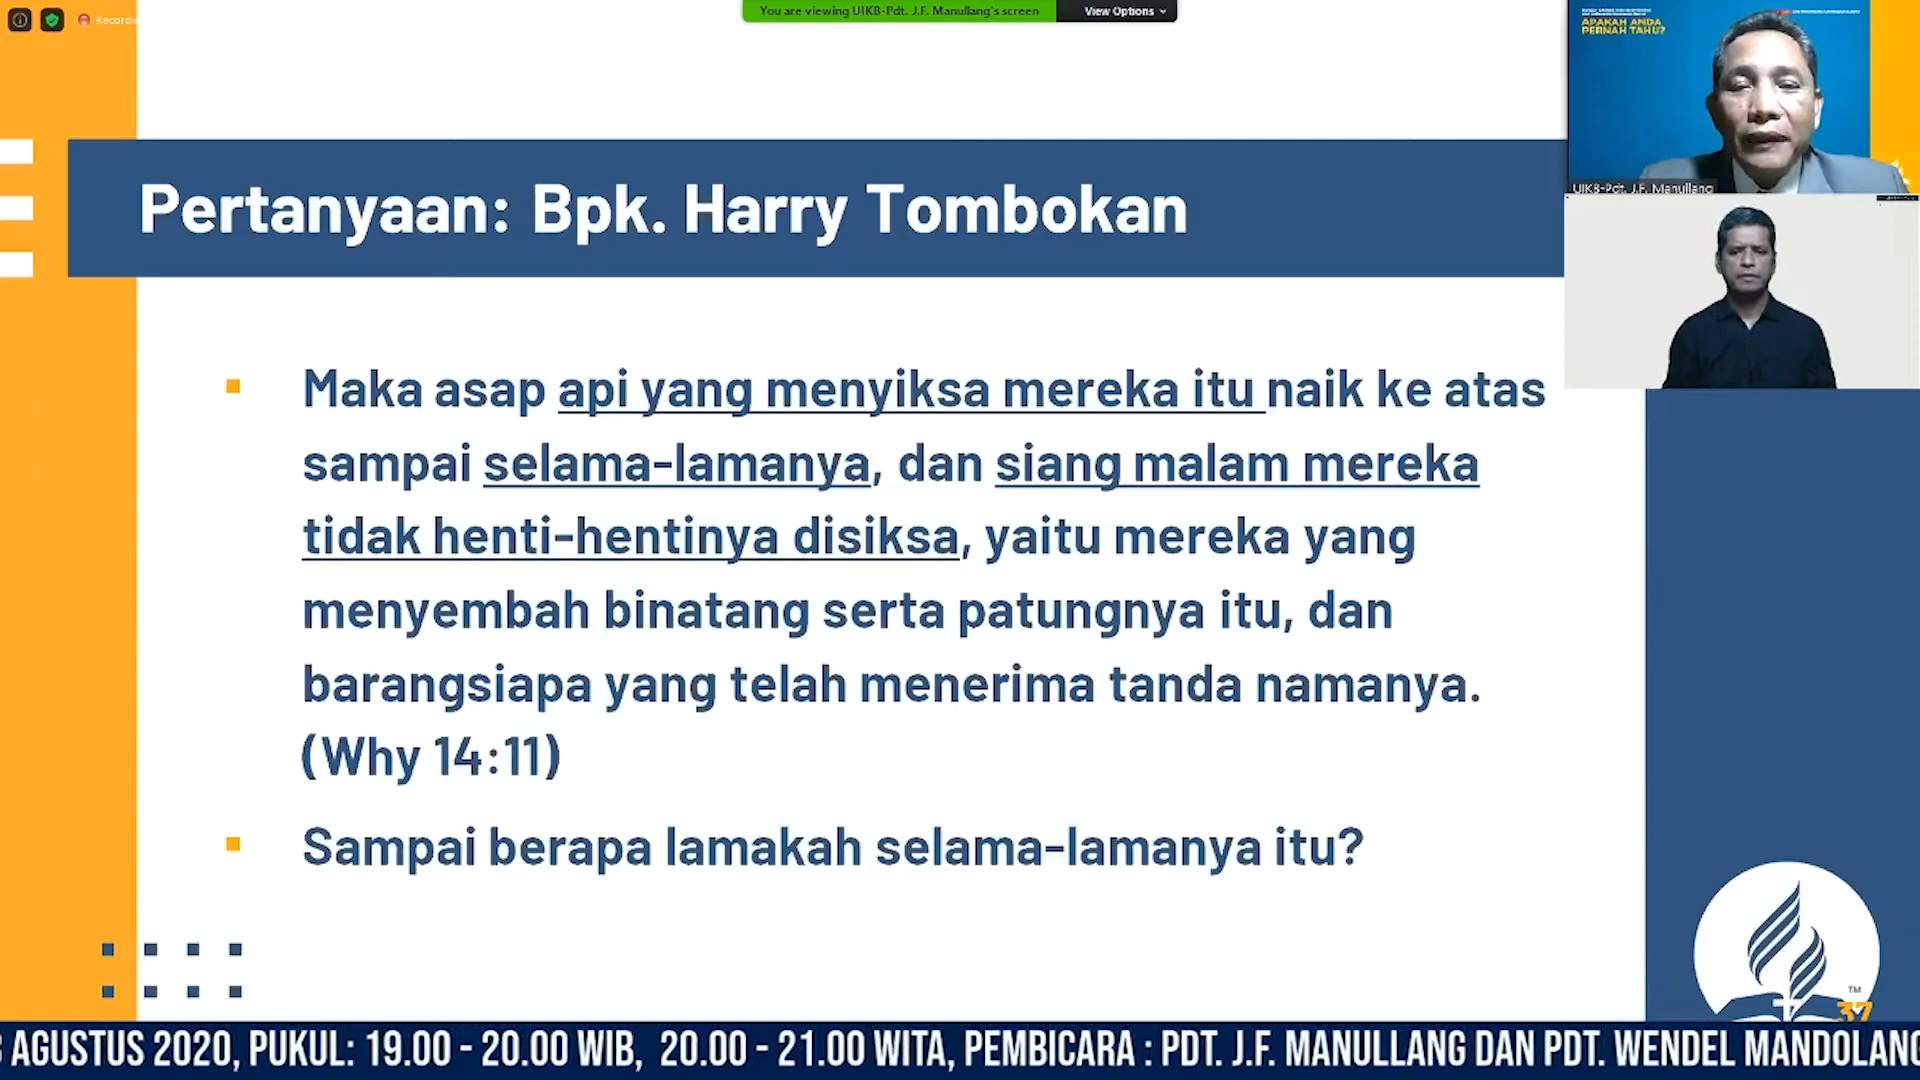 Recordin
You are viewing UIKB-Pdt. J.F. Manullang's screen
View Options
APAKAH ANDA
PERNAH TAHU?
UIKB-Pdt. J.F. Manullang
Pertanyaan: Bpk. Harry Tombokan
Maka asap api yang menyiksa mereka itu naik ke atas
sampai selama-lamanya, dan siang malam mereka
tidak henti-hentinya disiksa, yaitu mereka yang
menyembah binatang serta patungnya itu, dan
barangsiapa yang telah menerima tanda namanya.
(Why 14:11)
Sampai berapa lamakah selama-lamanya itu?
TM
37
AGUSTUS 2020, PUKUL: 19.00 - 20.00 WIB, 20.00 - 21.00 WITA, PEMBICARA : PDT. J.F. MANULLANG DAN PDT. WENDEL MANDOLANG